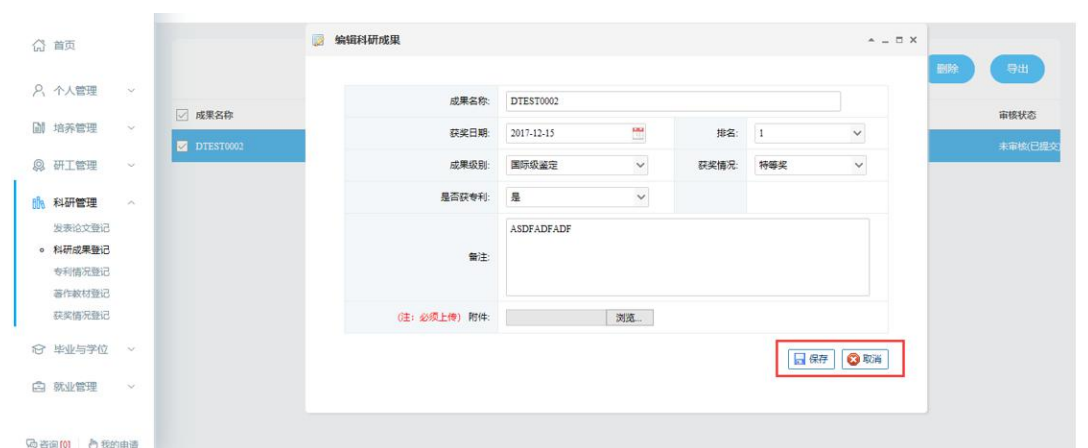 首页
个人管理
培养管理
研工管理
科研管理
发表论文登记
科研成果登记
专利情况登记
著作教材登记
获奖情况登记
毕业与学位
就业管理
咨询[0] 我的申请
编辑科研成果
删除 导出
成果名称 审核状态
DTEST0002 未审核(已提交
成果名称: DTEST0002
获奖日期: 2017-12-15 排名: 1
成果级别: 国际级鉴定 获奖情况: 特等奖
是否获专利: 是
备注: ASDFADFADF
(注:必须上传) 附件: 浏览...
保存 取消